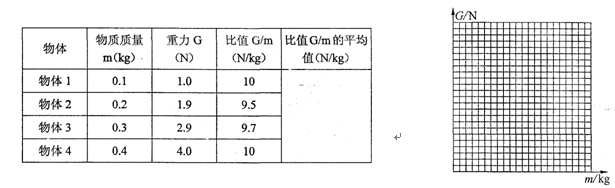 物体 物质质量 m(kg) 重力 G (N) 比值 G/m (N/kg) 比值 G/m 的平均值(N/kg)
物体 1 0.1 1.0 10
物体 2 0.2 1.9 9.5
物体 3 0.3 2.9 9.7
物体 4 0.4 4.0 10
G/N
m/kg